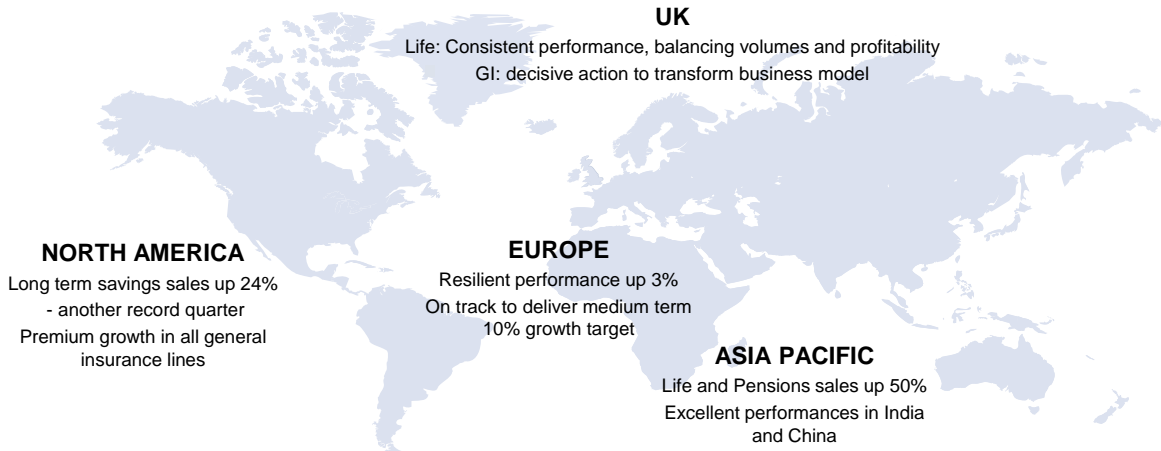 UK
Life: Consistent performance, balancing volumes and profitability
GI: decisive action to transform business model
NORTH AMERICA
Long term savings sales up 24%
- another record quarter
Premium growth in all general
insurance lines
EUROPE
Resilient performance up 3%
On track to deliver medium term
10% growth target
ASIA PACIFIC
Life and Pensions sales up 50%
Excellent performances in India
and China